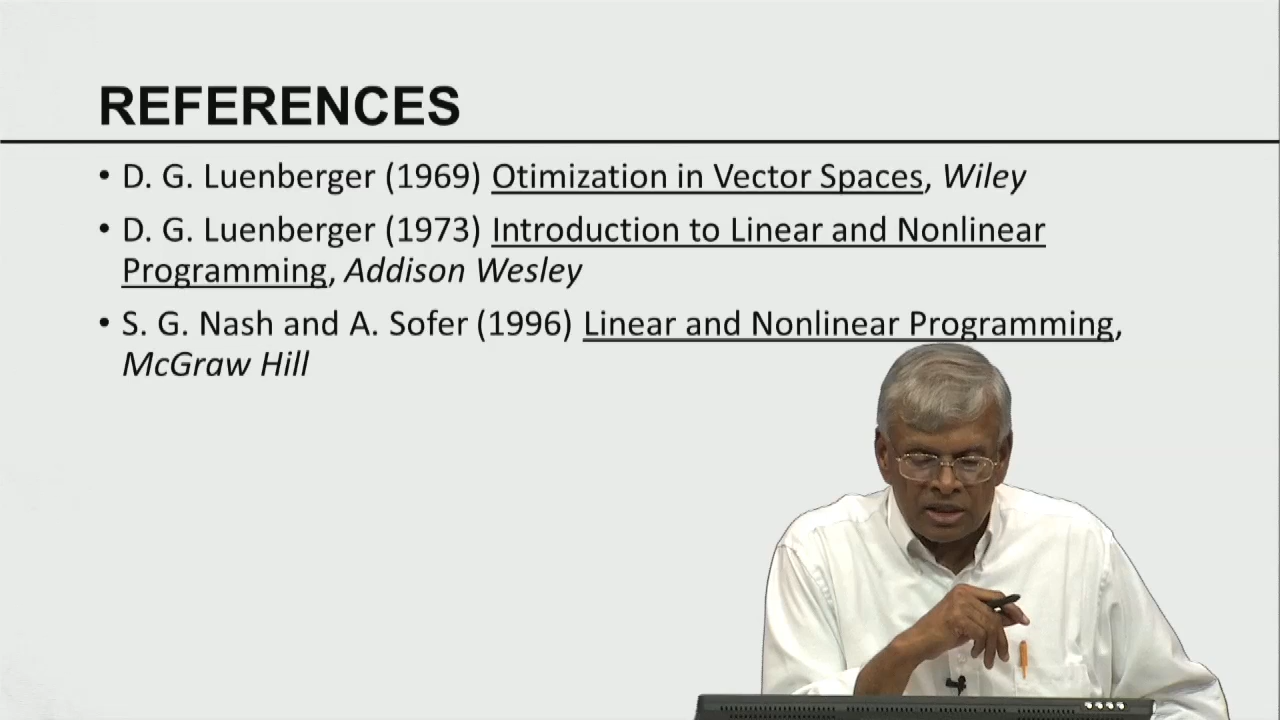 REFERENCES
• D. G. Luenberger (1969) Otimization in Vector Spaces, Wiley
• D. G. Luenberger (1973) Introduction to Linear and Nonlinear
Programming, Addison Wesley
• S. G. Nash and A. Sofer (1996) Linear and Nonlinear Programming,
McGraw Hill